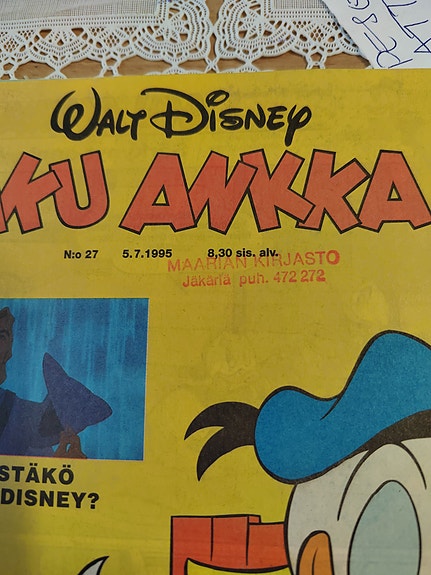 WALT DISNEY
KU ANKKA
N:o 27 5.7.1995 8,30 sis. alv.
MAARIAN KIRJASTO
Jäkärlä puh. 472 272
STÄKÖ
DISNEY?